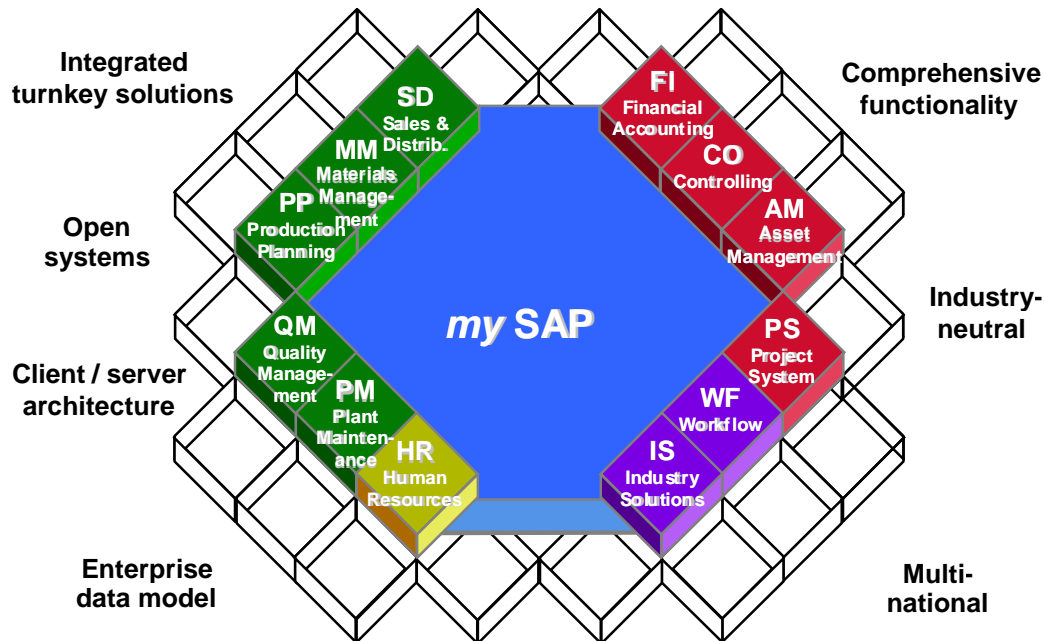 Integrated
turnkey solutions
Open
systems
Client / server
architecture
Enterprise
data model
SD
Sales &
Distrib.
MM
Materials
Manage-
ment
PP
Production
Planning
QM
Quality
Manage-
ment
PM
Plant
Mainten-
ance
HR
Human
Resources
my SAP
FI
Financial
Accounting
CO
Controlling
AM
Asset
Management
PS
Project
System
WF
Workflow
IS
Industry
Solutions
Comprehensive
functionality
Industry-
neutral
Multi-
national